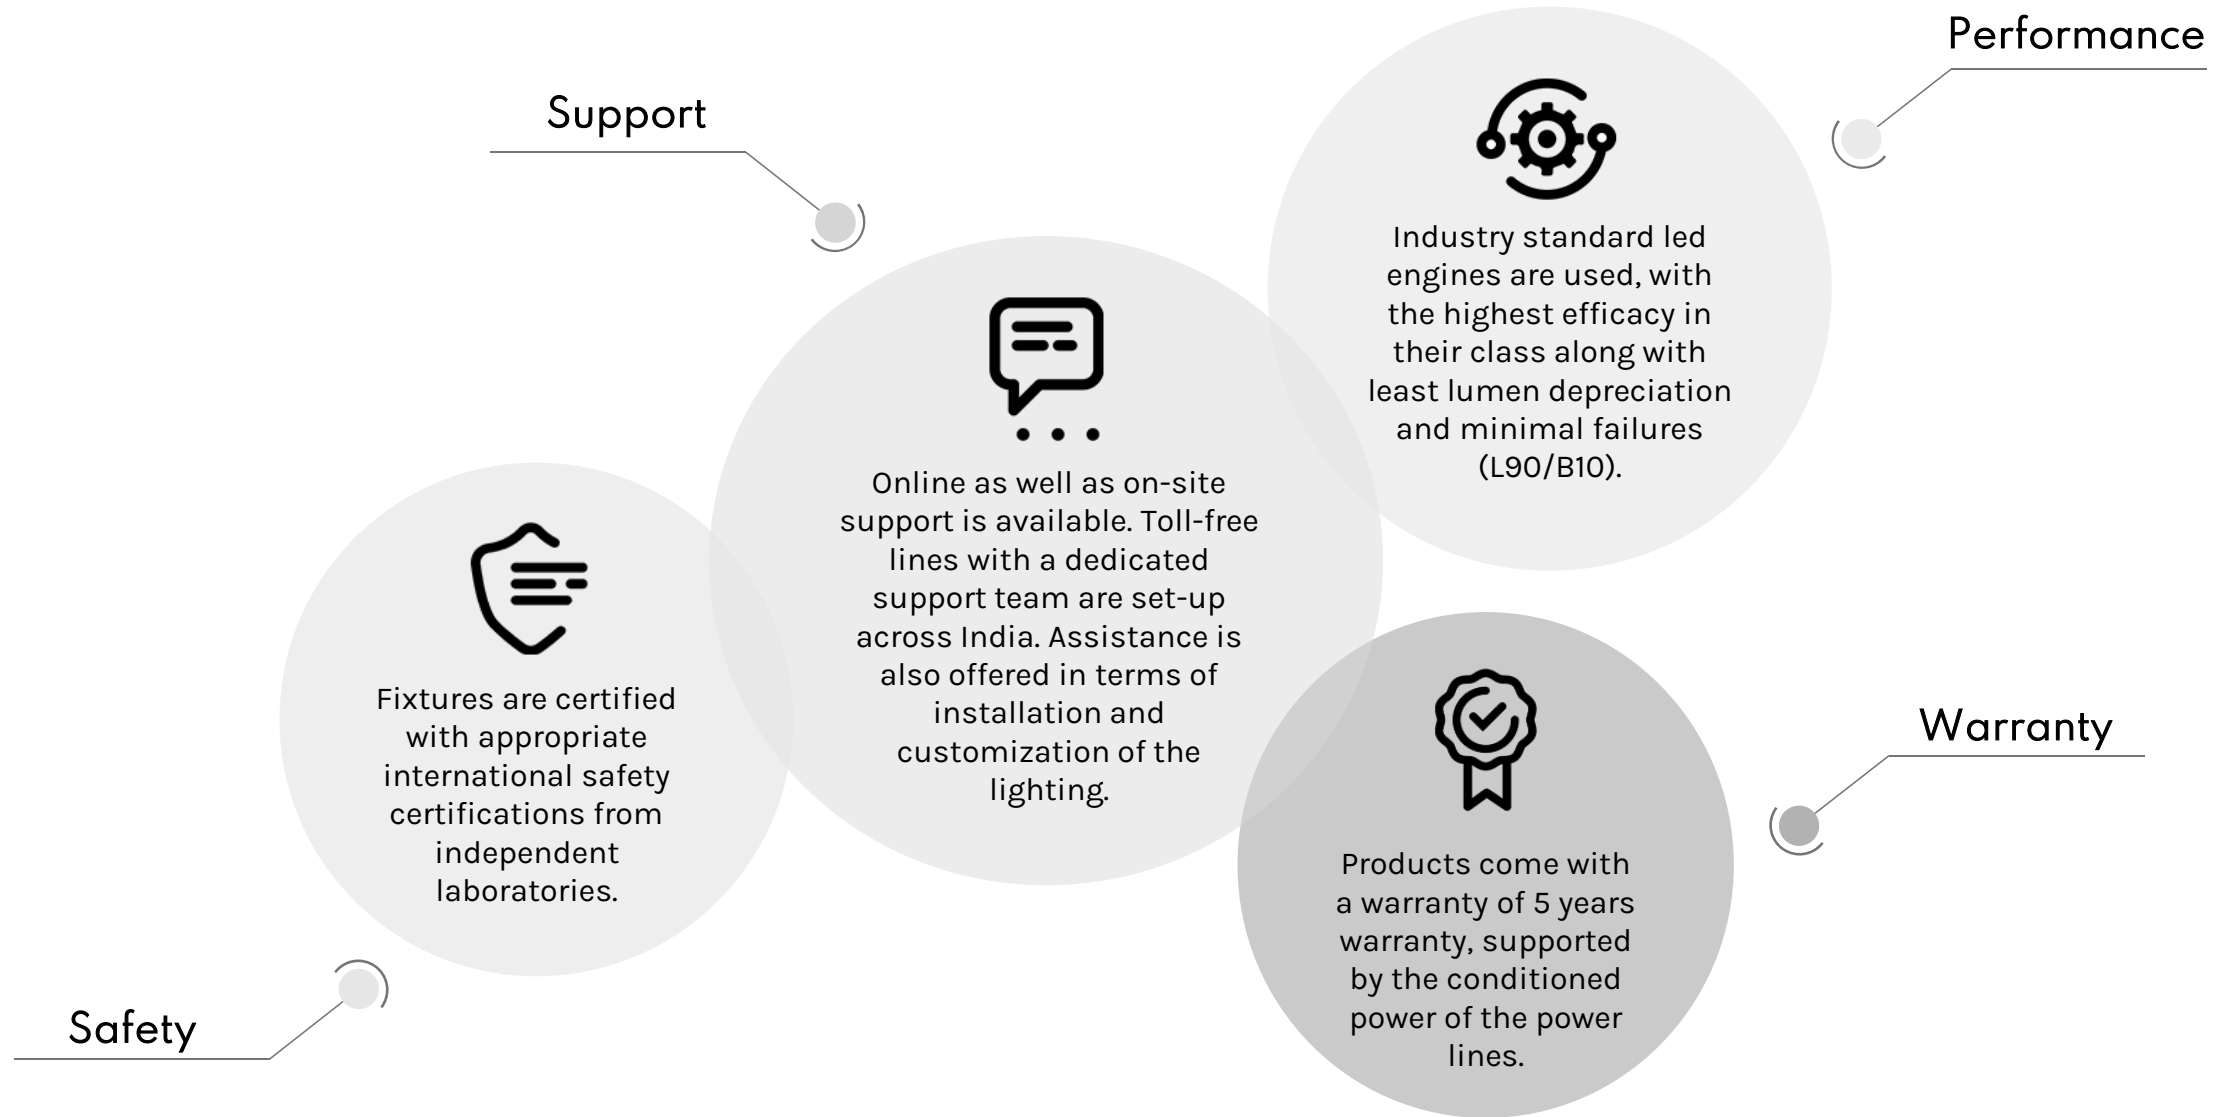 Performance
Industry standard led
engines are used, with
the highest efficacy in
their class along with
least lumen depreciation
and minimal failures
(L90/B10).
Support
Online as well as on-site
support is available. Toll-free
lines with a dedicated
support team are set-up
across India. Assistance is
also offered in terms of
installation and
customization of the
lighting.
Safety
Fixtures are certified
with appropriate
international safety
certifications from
independent
laboratories.
Warranty
Products come with
a warranty of 5 years
warranty, supported
by the conditioned
power of the power
lines.